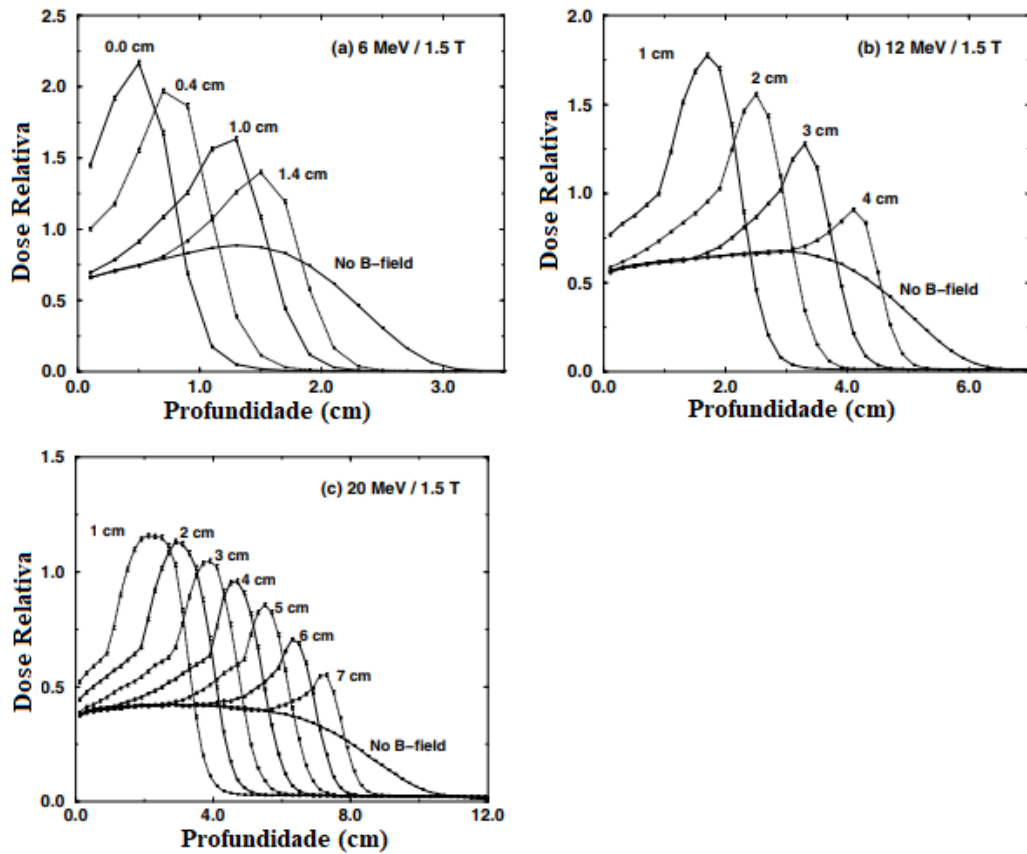 (a) 6 MeV / 1.5 T
2.5
2.0
1.5
1.0
0.5
0.0
Dose Relativa
0.0 cm
0.4 cm
1.0 cm
1.4 cm
No B-field
0.0
1.0
2.0
3.0
Profundidade (cm)
(b) 12 MeV / 1.5 T
2.0
1.5
1.0
0.5
0.0
Dose Relativa
1 cm
2 cm
3 cm
4 cm
No B-field
0.0
2.0
4.0
6.0
Profundidade (cm)
(c) 20 MeV / 1.5 T
1.5
1.0
0.5
0.0
Dose Relativa
1 cm
2 cm
3 cm
4 cm
5 cm
6 cm
7 cm
No B-field
0.0
4.0
8.0
12.0
Profundidade (cm)